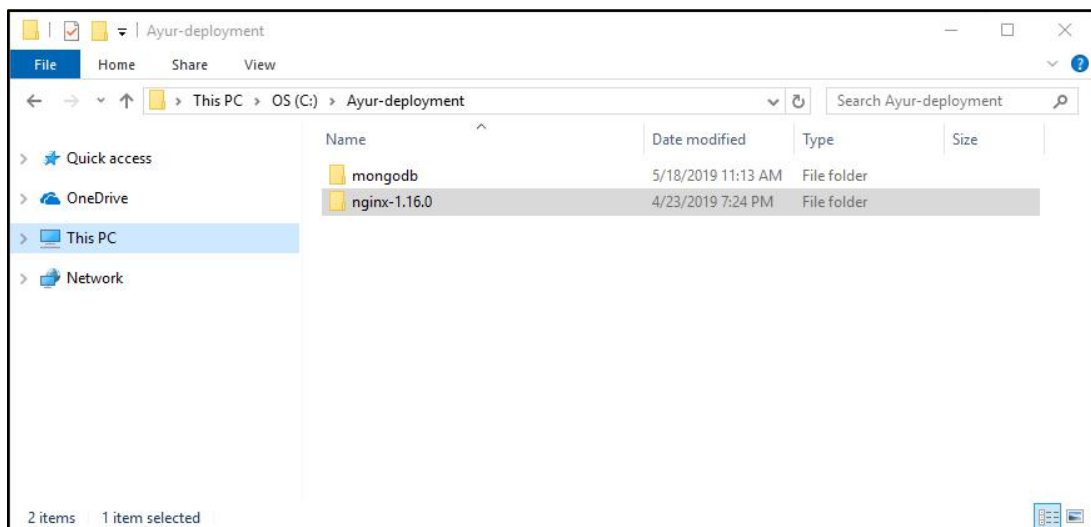 Ayur-deployment
File Home Share View
This PC > OS (C:) > Ayur-deployment
Search Ayur-deployment
Name Date modified Type Size
Quick access
mongodb 5/18/2019 11:13 AM File folder
OneDrive
nginx-1.16.0 4/23/2019 7:24 PM File folder
This PC
Network
2 items 1 item selected